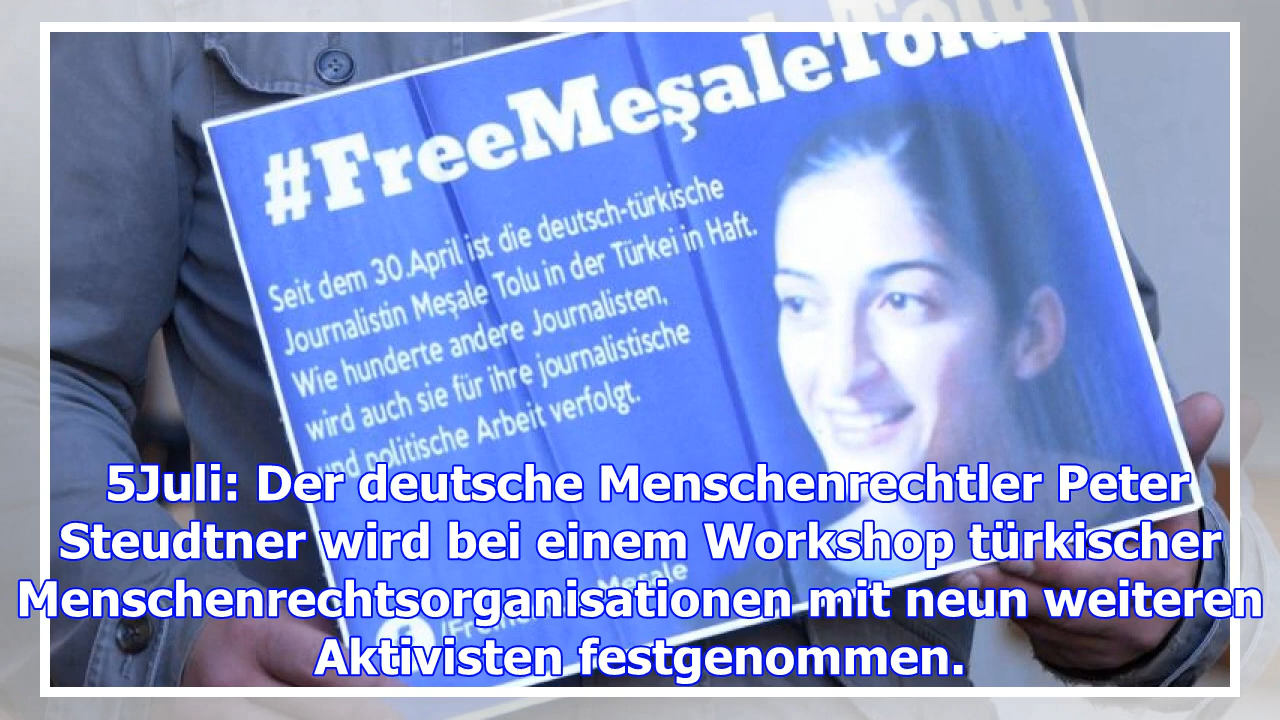 #FreeMeşaleTolu
Seit dem 30.April ist die deutsch-türkische
Journalistin Meşale Tolu in der Türkei in Haft.
Wie hunderte andere Journalisten,
wird auch sie für ihre journalistische
und politische Arbeit verfolgt.
5Juli: Der deutsche Menschenrechtler Peter
Steudtner wird bei einem Workshop türkischer
Menschenrechtsorganisationen mit neun weiteren
Aktivisten festgenommen.